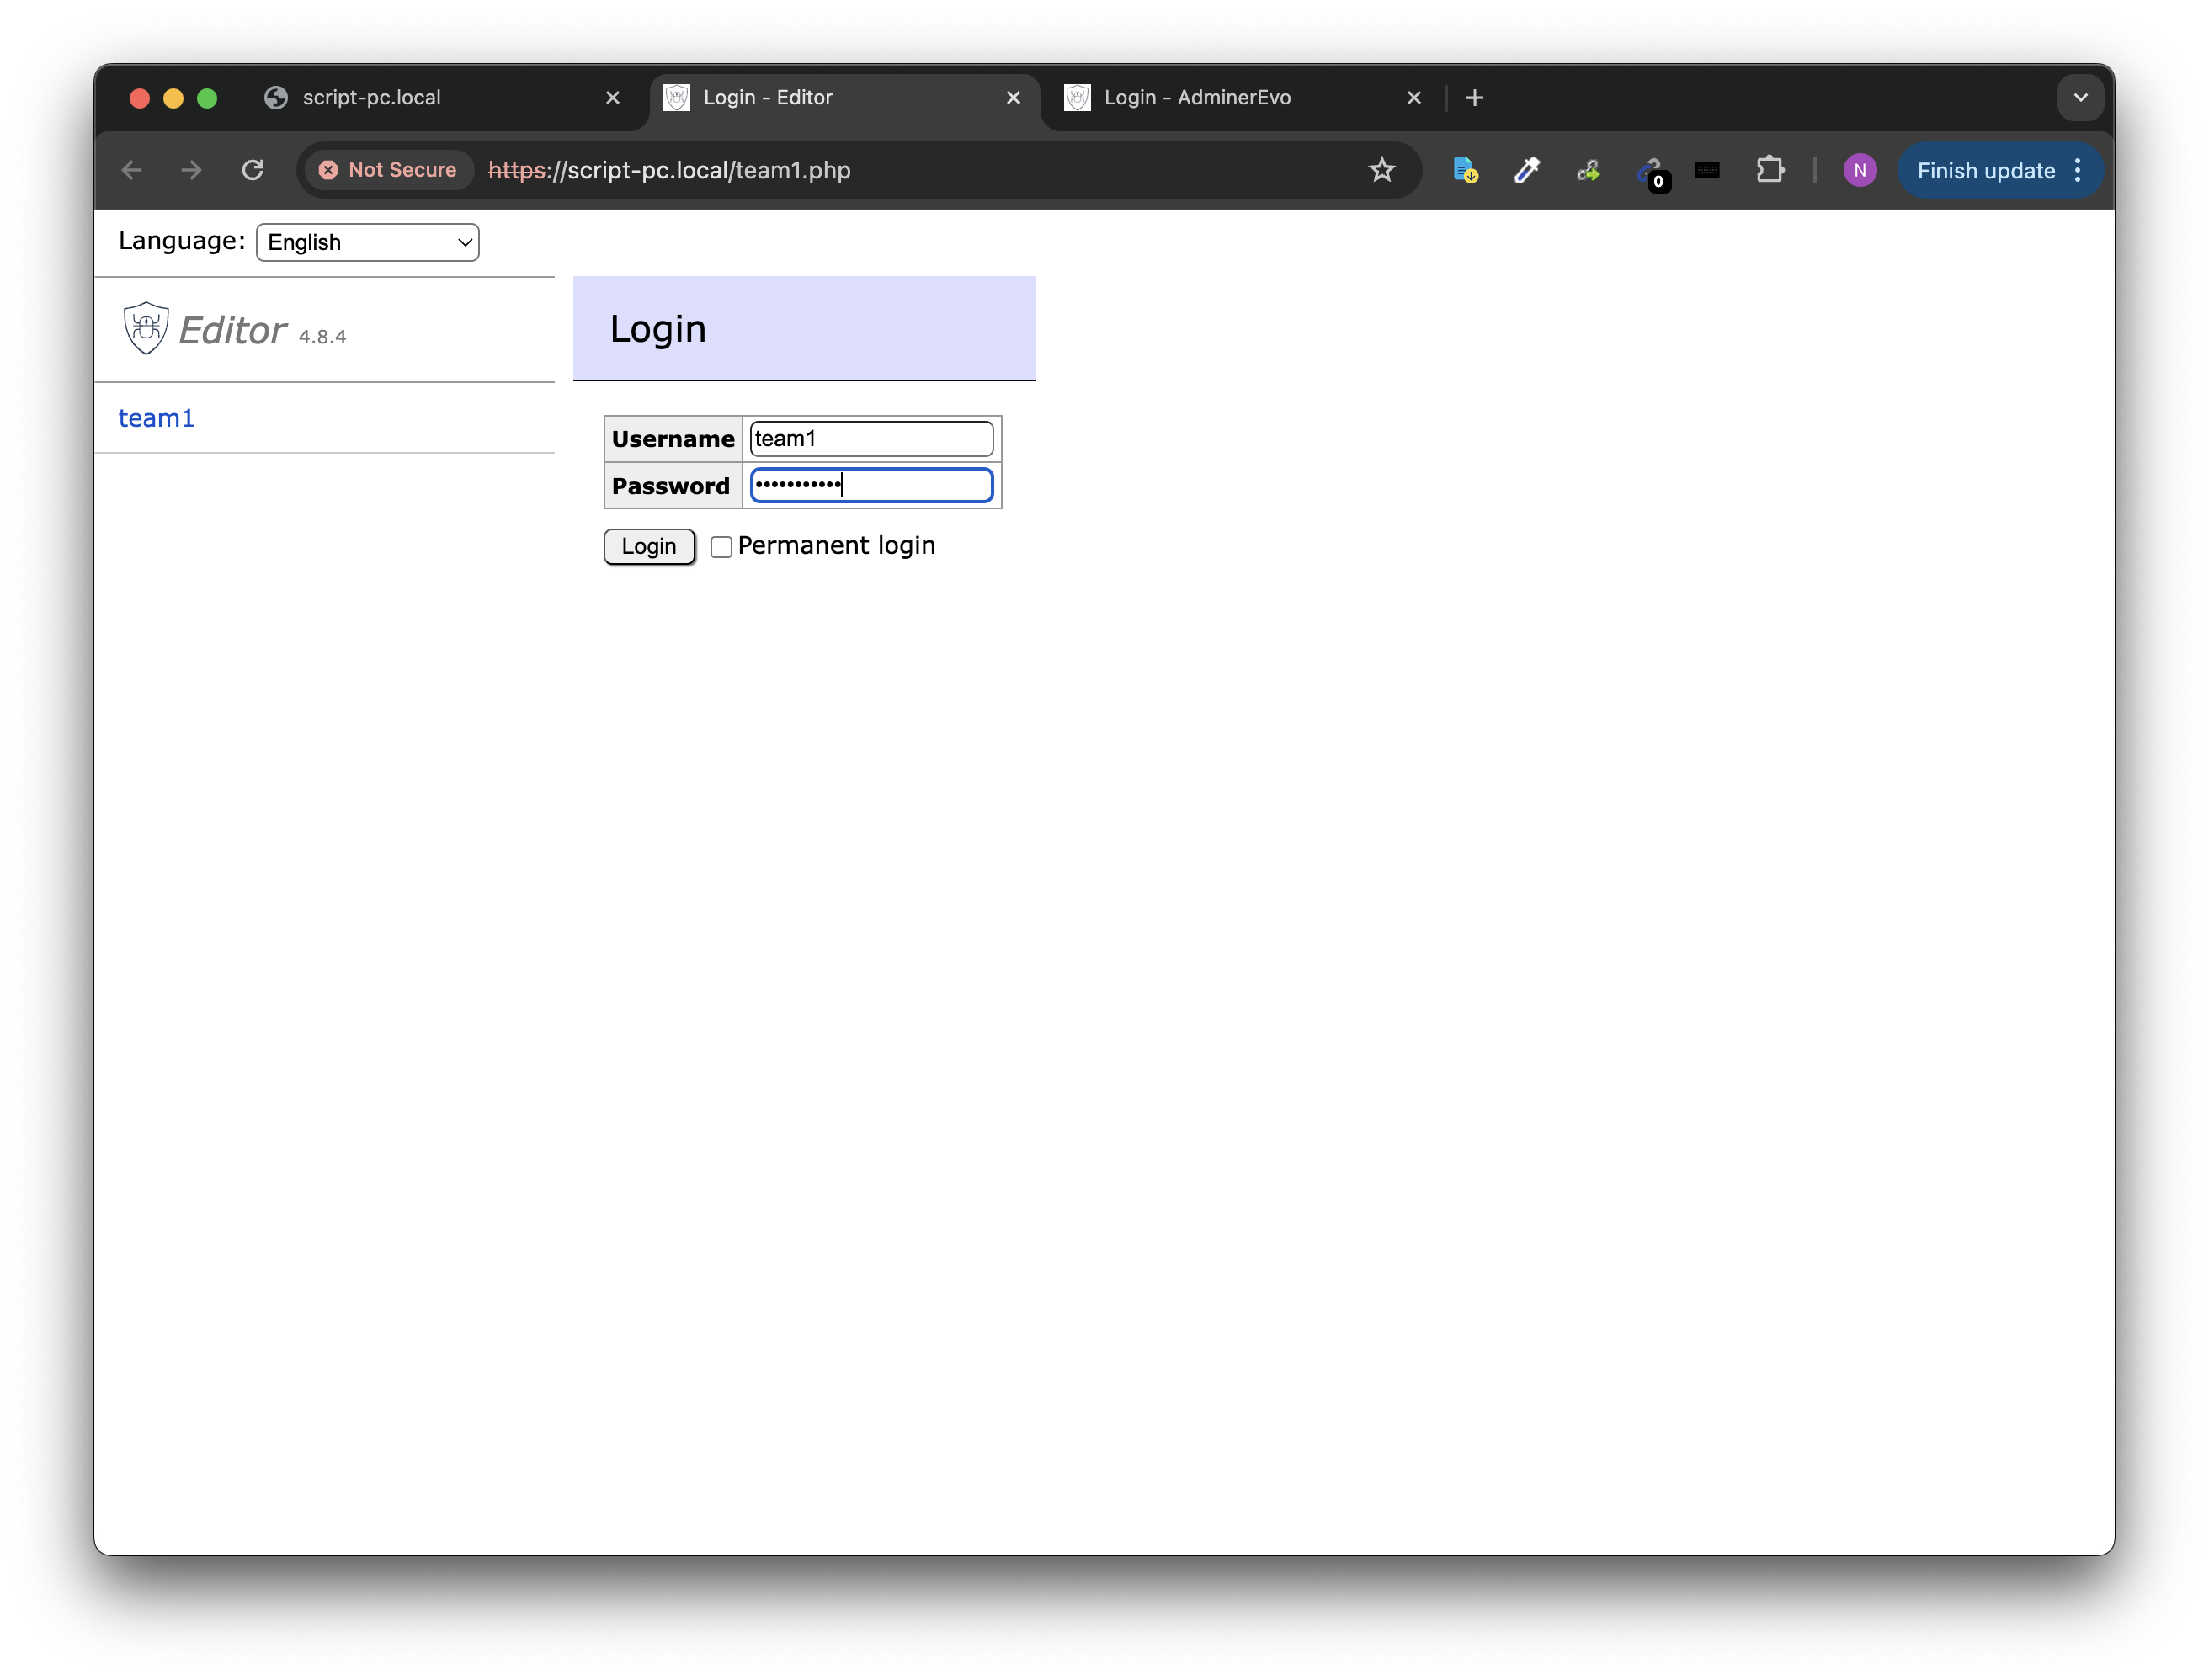 script-pc.local
Login - Editor
Login - AdminerEvo
Not Secure
https://script-pc.local/team1.php
0
N
Finish update
Language: English
Editor 4.8.4
Login
team1
Username team1
Password •••••••••••
Login Permanent login